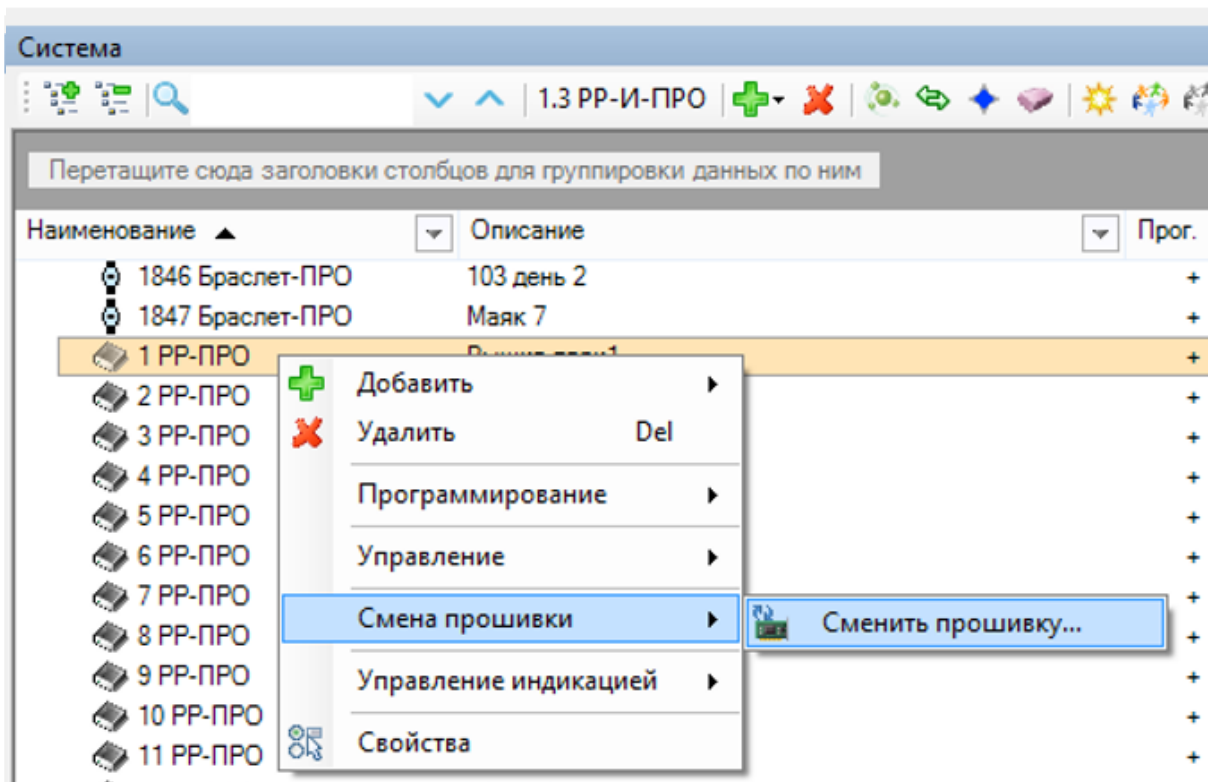 Система
1.3 РР-И-ПРО
Перетащите сюда заголовки столбцов для группировки данных по ним
Наименование Описание Прог.
1846 Браслет-ПРО 103 день 2 +
1847 Браслет-ПРО Маяк 7 +
1 РР-ПРО +
2 РР-ПРО +
3 РР-ПРО +
4 РР-ПРО +
5 РР-ПРО +
6 РР-ПРО +
7 РР-ПРО +
8 РР-ПРО +
9 РР-ПРО +
10 РР-ПРО +
11 РР-ПРО +
Добавить
Удалить Del
Программирование
Управление
Смена прошивки
Сменить прошивку...
Управление индикацией
Свойства